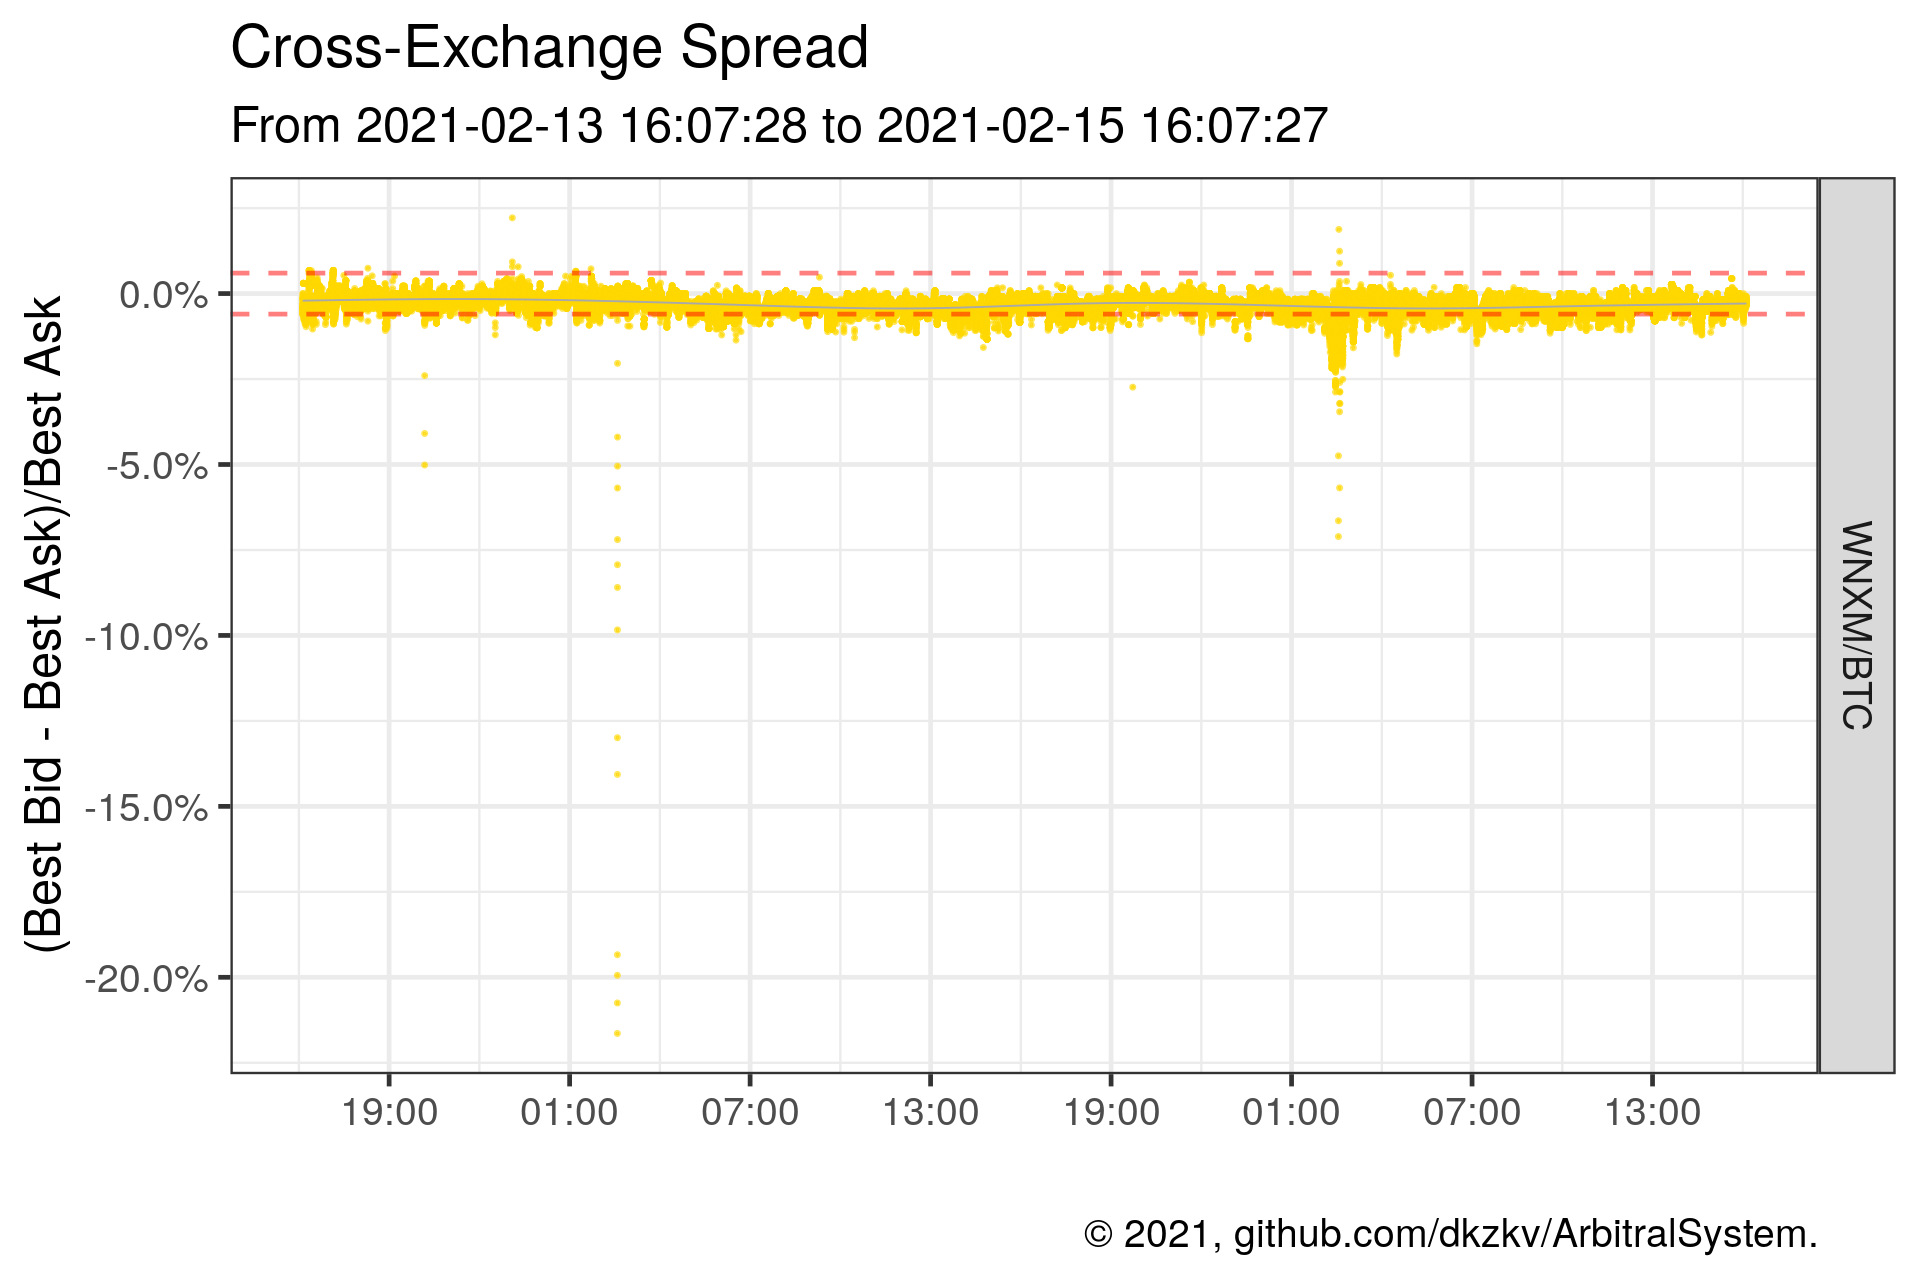 Cross-Exchange Spread
From 2021-02-13 16:07:28 to 2021-02-15 16:07:27
(Best Bid - Best Ask)/Best Ask
0.0%
-5.0%
-10.0%
-15.0%
-20.0%
WNXM/BTC
19:00 01:00 07:00 13:00 19:00 01:00 07:00 13:00
© 2021, github.com/dkzkv/ArbitralSystem.